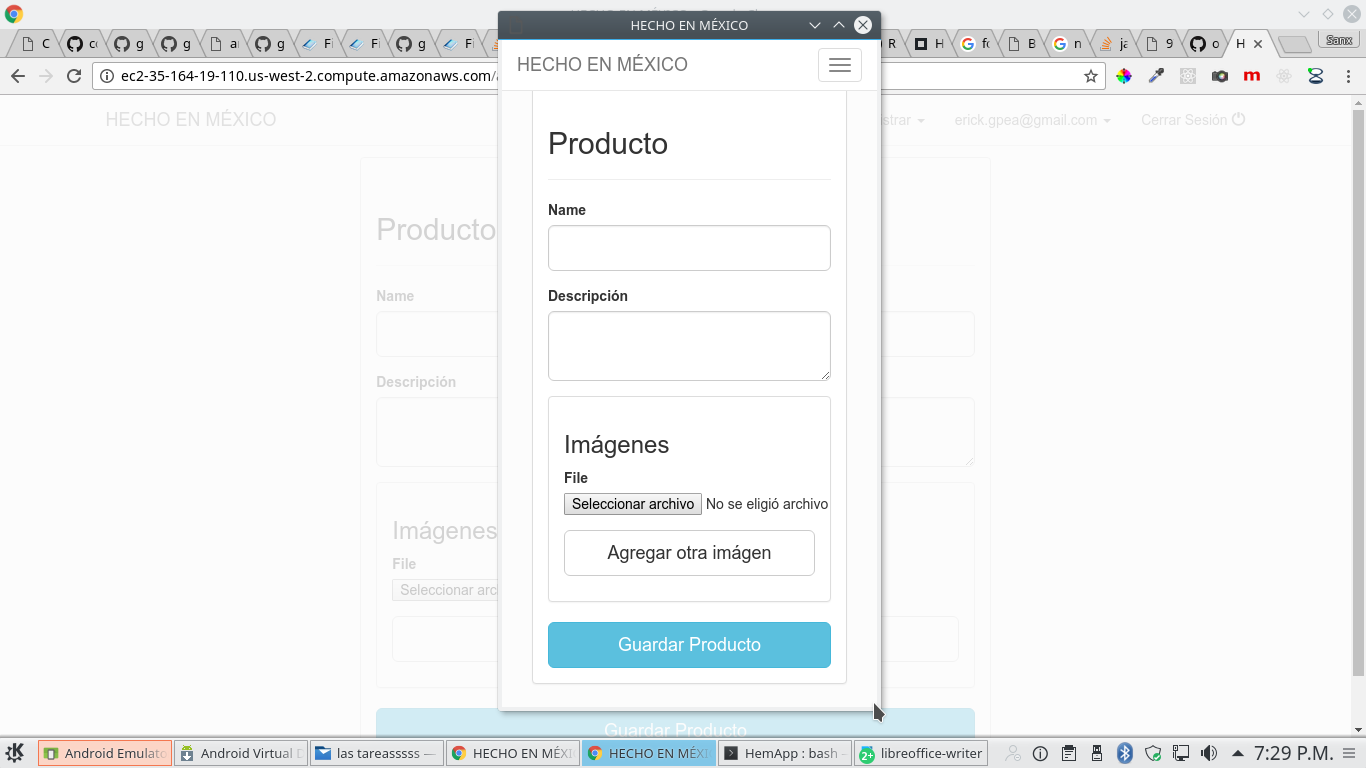 HECHO EN MÉXICO
Sanx
ec2-35-164-19-110.us-west-2.compute.amazonaws.com/
HECHO EN MÉXICO
HECHO EN MÉXICO
strar
erick.gpea@gmail.com
Cerrar Sesión
Producto
Producto
Name
Name
Descripción
Descripción
Imágenes
File
Seleccionar archivo No se eligió archivo
Agregar otra imágen
Imágenes
File
Seleccionar arc
Guardar Producto
Guardar Producto
Android Emulato
Android Virtual D
las tareasssss —
HECHO EN MÉXI
HECHO EN MÉXI
HemApp : bash –
2+
libreoffice-writer
7:29 P.M.